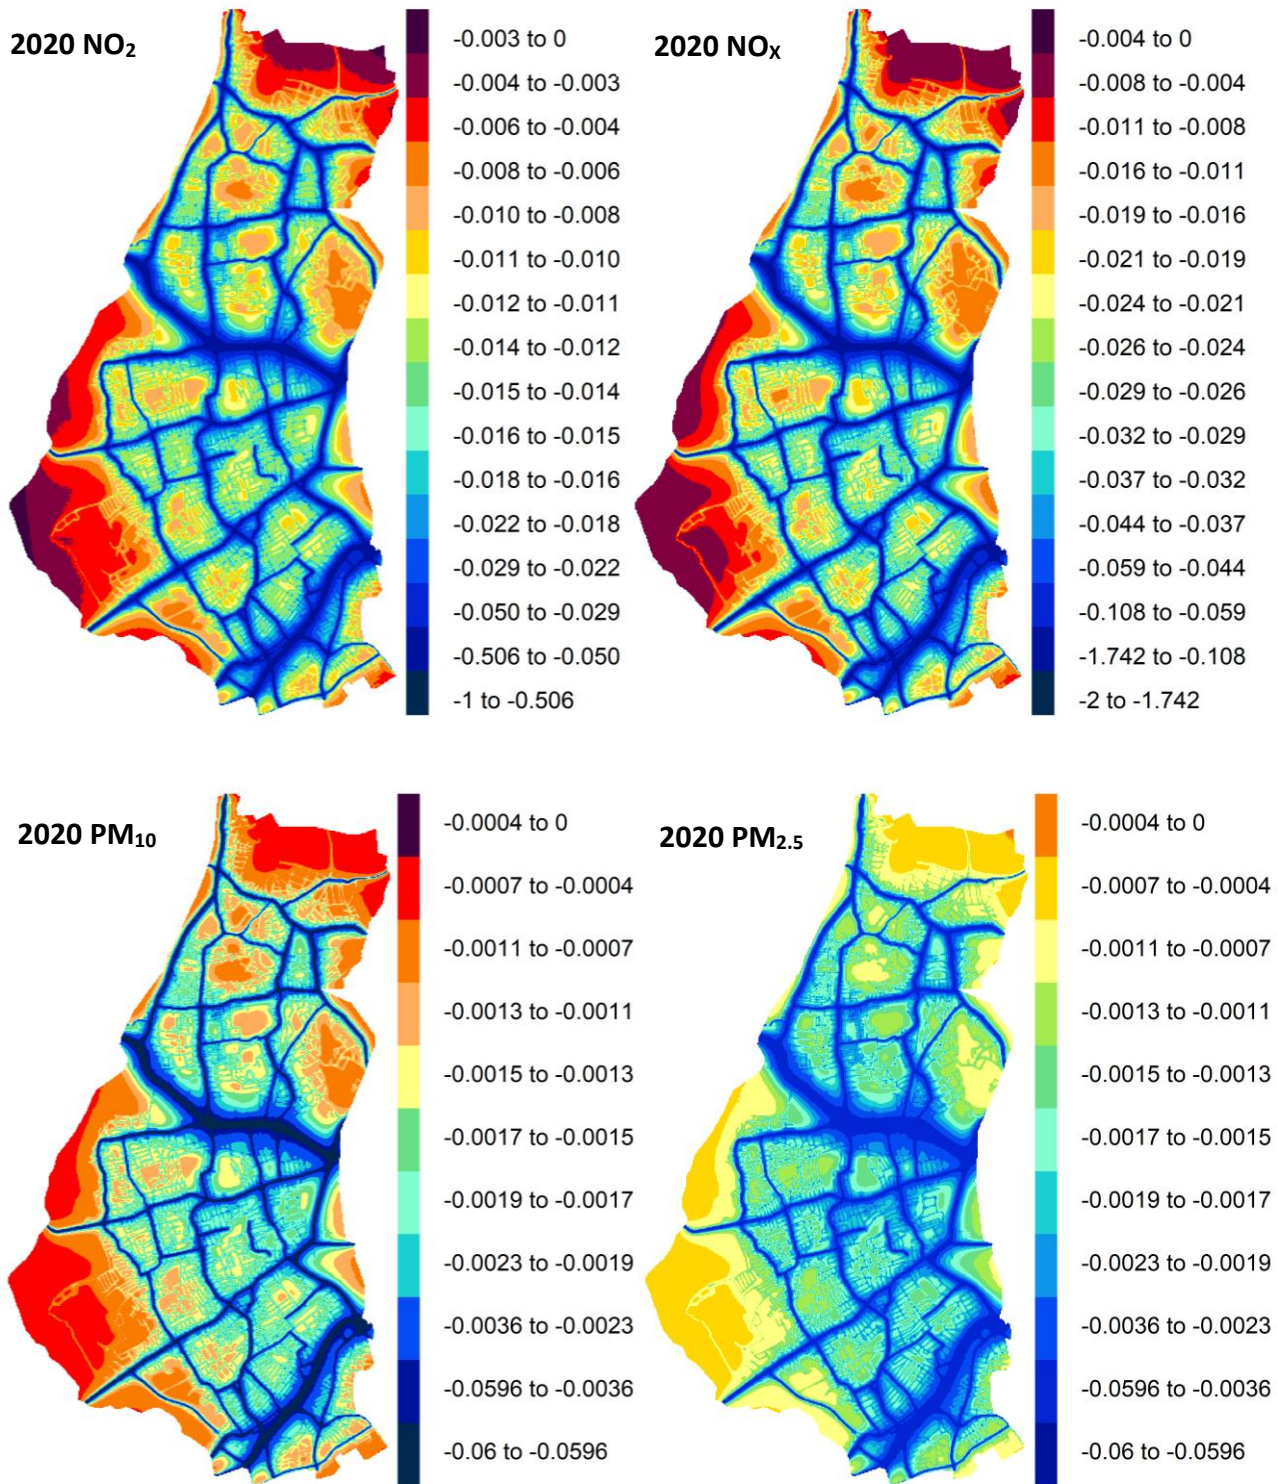 2020 NO₂
-0.003 to 0
-0.004 to -0.003
-0.006 to -0.004
-0.008 to -0.006
-0.010 to -0.008
-0.011 to -0.010
-0.012 to -0.011
-0.014 to -0.012
-0.015 to -0.014
-0.016 to -0.015
-0.018 to -0.016
-0.022 to -0.018
-0.029 to -0.022
-0.050 to -0.029
-0.506 to -0.050
-1 to -0.506
2020 NOₓ
-0.004 to 0
-0.008 to -0.004
-0.011 to -0.008
-0.016 to -0.011
-0.019 to -0.016
-0.021 to -0.019
-0.024 to -0.021
-0.026 to -0.024
-0.029 to -0.026
-0.032 to -0.029
-0.037 to -0.032
-0.044 to -0.037
-0.059 to -0.044
-0.108 to -0.059
-1.742 to -0.108
-2 to -1.742
2020 PM₁₀
-0.0004 to 0
-0.0007 to -0.0004
-0.0011 to -0.0007
-0.0013 to -0.0011
-0.0015 to -0.0013
-0.0017 to -0.0015
-0.0019 to -0.0017
-0.0023 to -0.0019
-0.0036 to -0.0023
-0.0596 to -0.0036
-0.06 to -0.0596
2020 PM₂.₅
-0.0004 to 0
-0.0007 to -0.0004
-0.0011 to -0.0007
-0.0013 to -0.0011
-0.0015 to -0.0013
-0.0017 to -0.0015
-0.0019 to -0.0017
-0.0023 to -0.0019
-0.0036 to -0.0023
-0.0596 to -0.0036
-0.06 to -0.0596